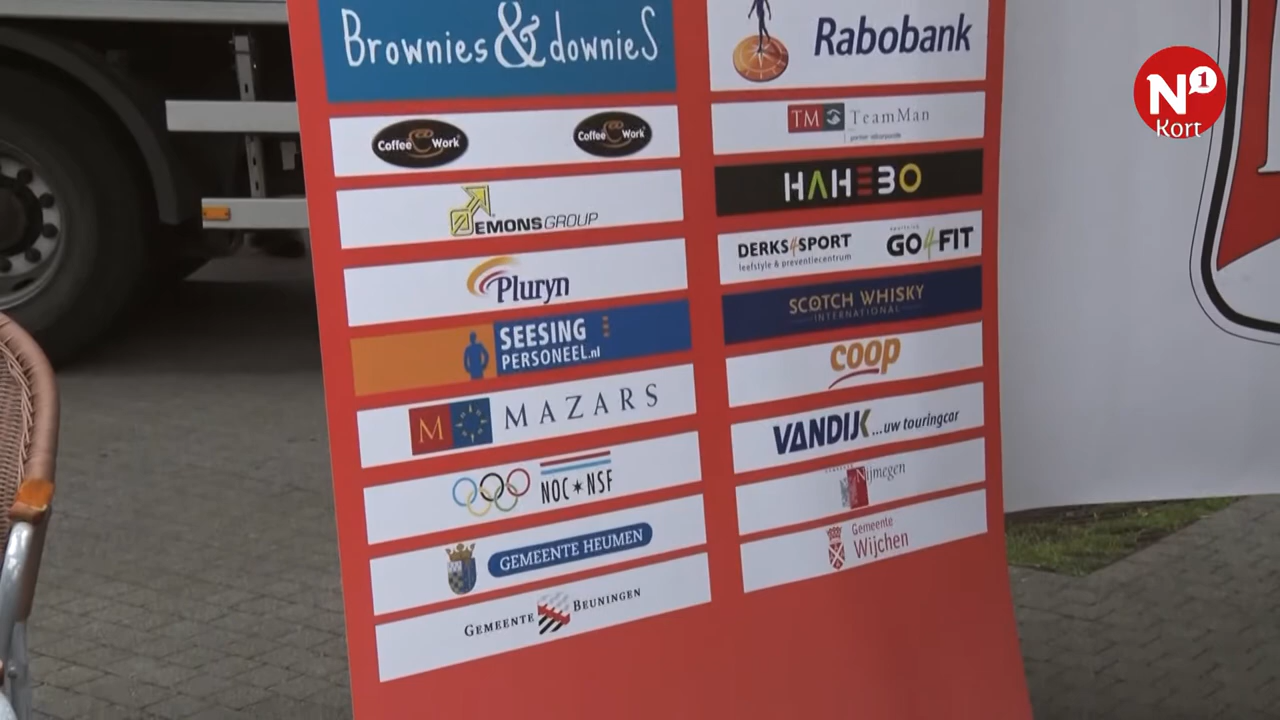 Brownies & downieS
Coffee Work
Coffee Work
DEMONSGROUP
Pluryn
SEESING
PERSONEEL.nl
M MAZARS
NOC*NSF
GEMEENTE HEUMEN
GEMEENTE BEUNINGEN
Rabobank
TM TeamMan
HAHEBO
DERKS4SPORT
leefstyle & preventiecentrum
GO4FIT
SCOTCH WHISKY
INTERNATIONAL
coop
VANDIJK ...uw touringcar
Nijmegen
Gemeente
Wijchen
N1
Kort